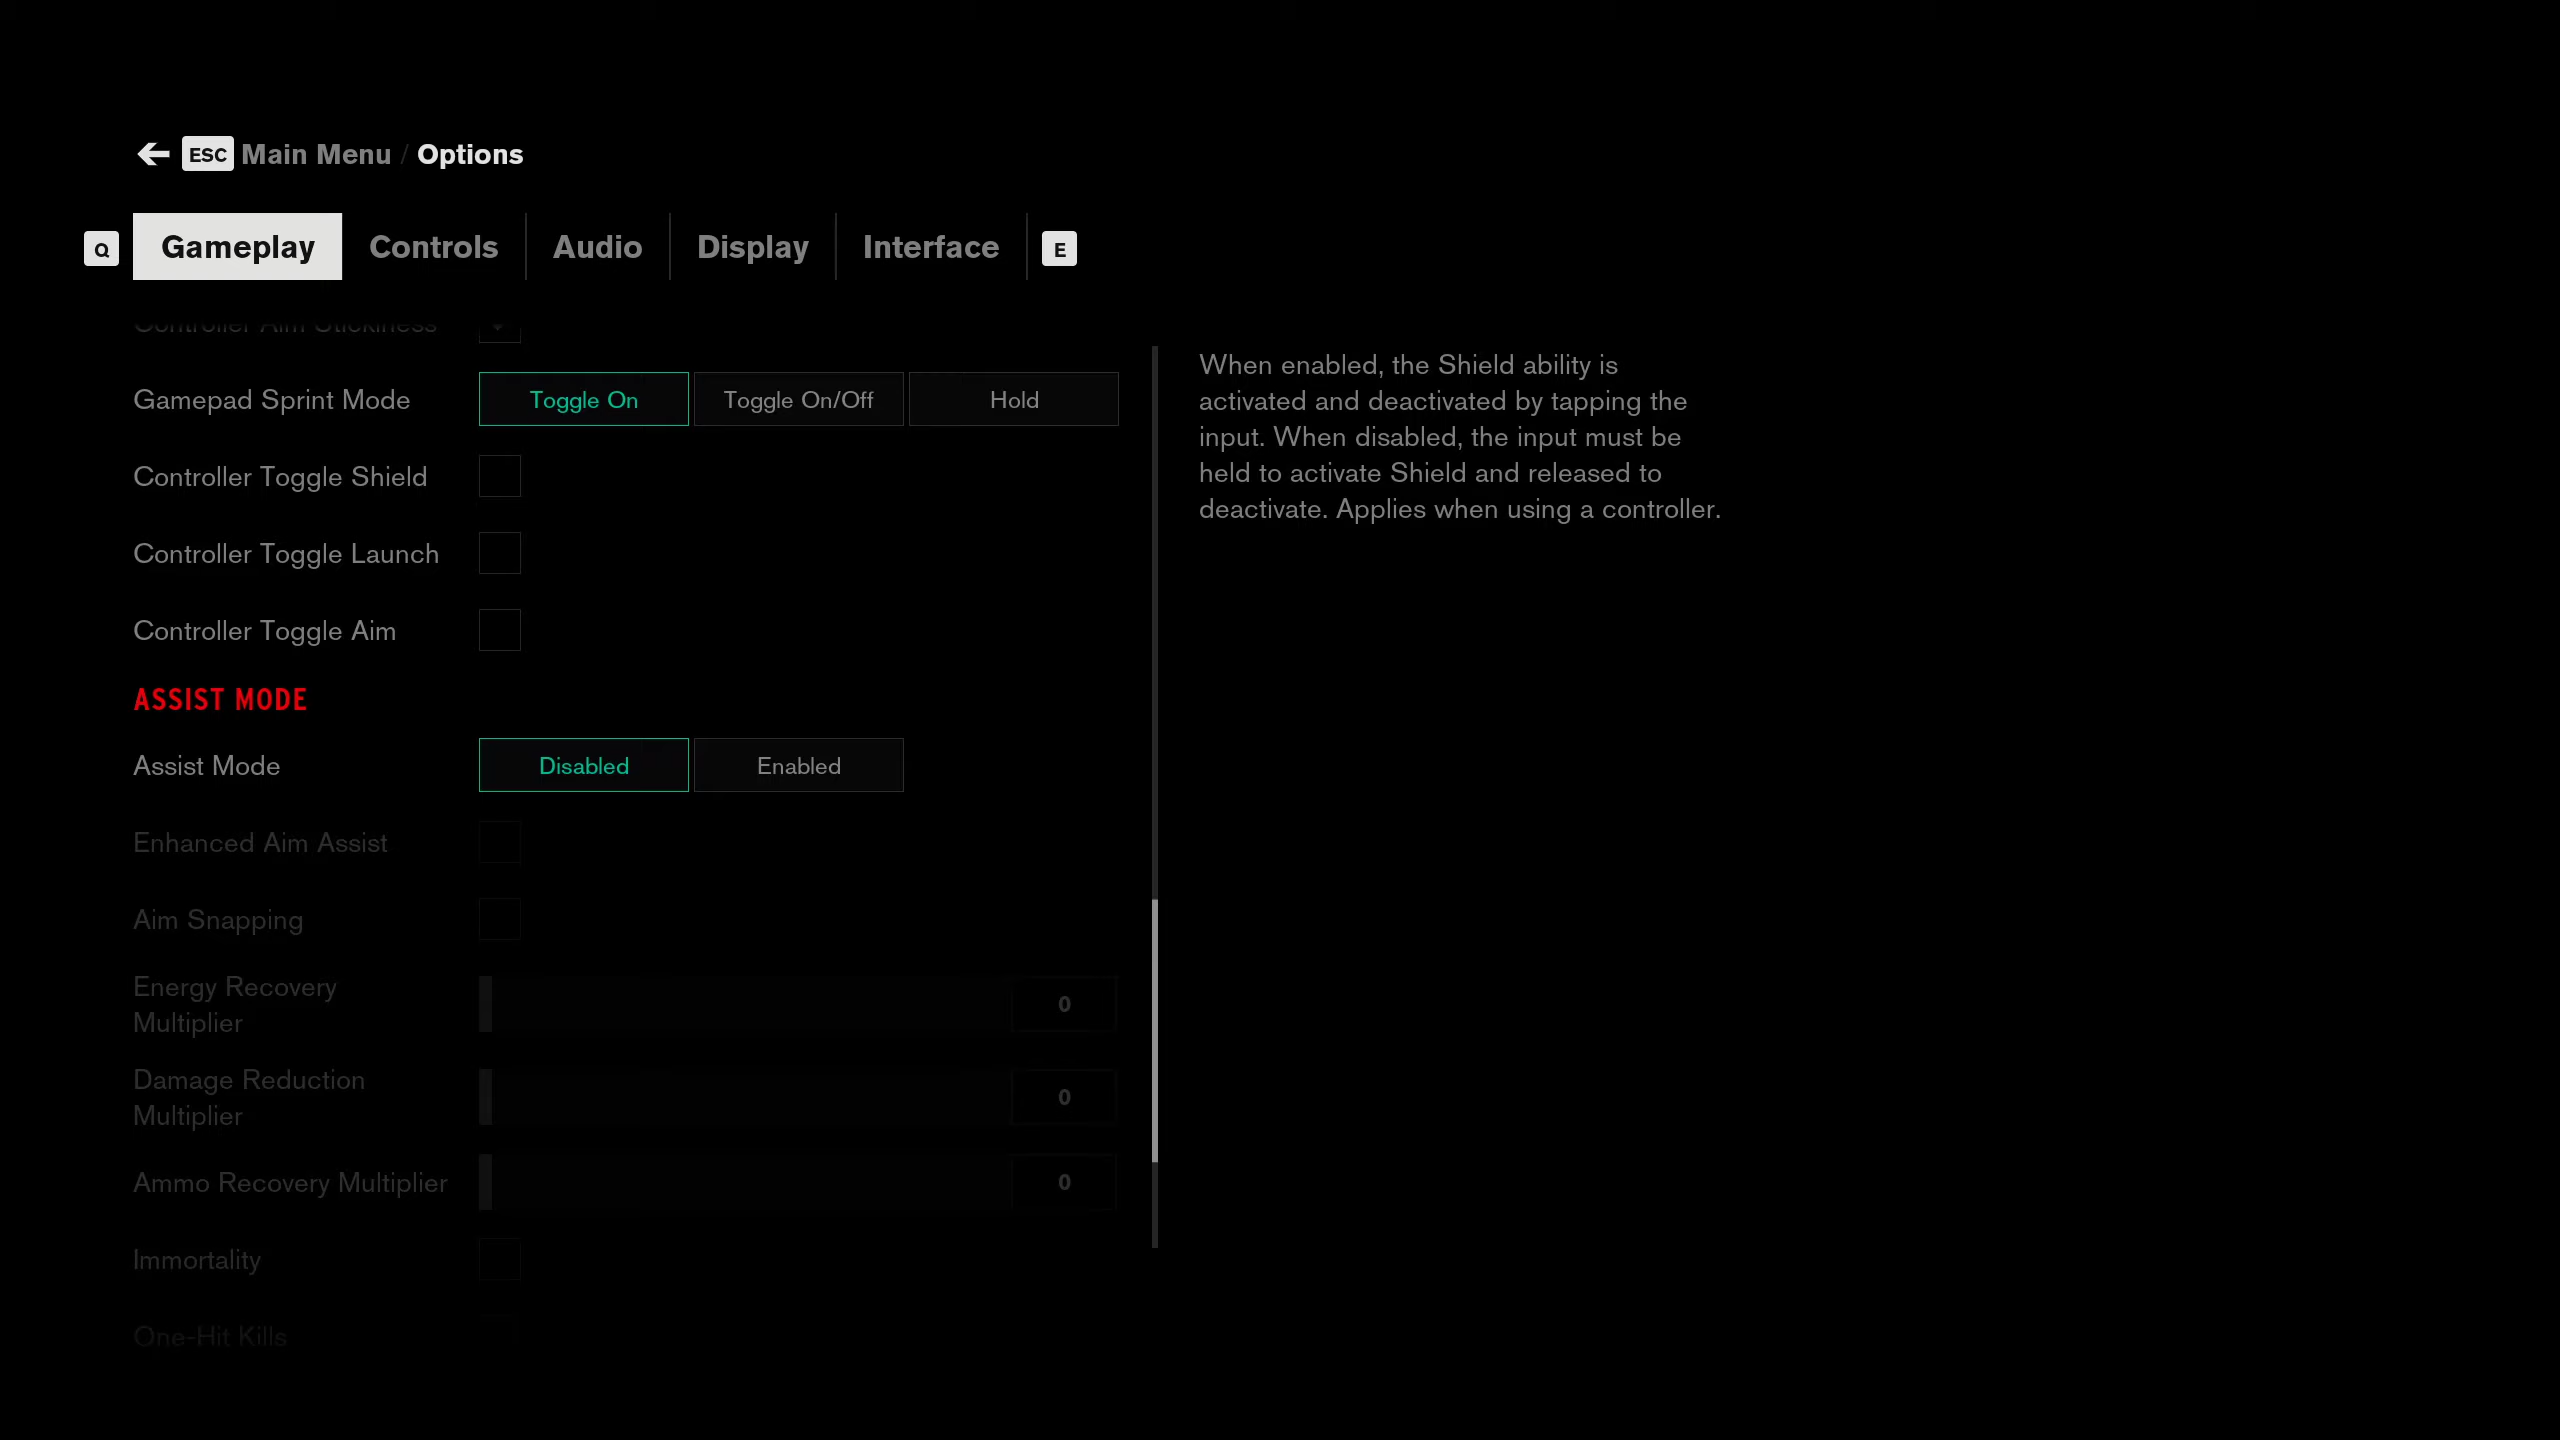 ESC Main Menu / Options
Q Gameplay Controls Audio Display Interface E
Controller Aim Stickiness
Gamepad Sprint Mode Toggle On Toggle On/Off Hold
Controller Toggle Shield
Controller Toggle Launch
Controller Toggle Aim
ASSIST MODE
Assist Mode Disabled Enabled
Enhanced Aim Assist
Aim Snapping
Energy Recovery
Multiplier 0
Damage Reduction
Multiplier 0
Ammo Recovery Multiplier 0
Immortality
One-Hit Kills
When enabled, the Shield ability is
activated and deactivated by tapping the
input. When disabled, the input must be
held to activate Shield and released to
deactivate. Applies when using a controller.